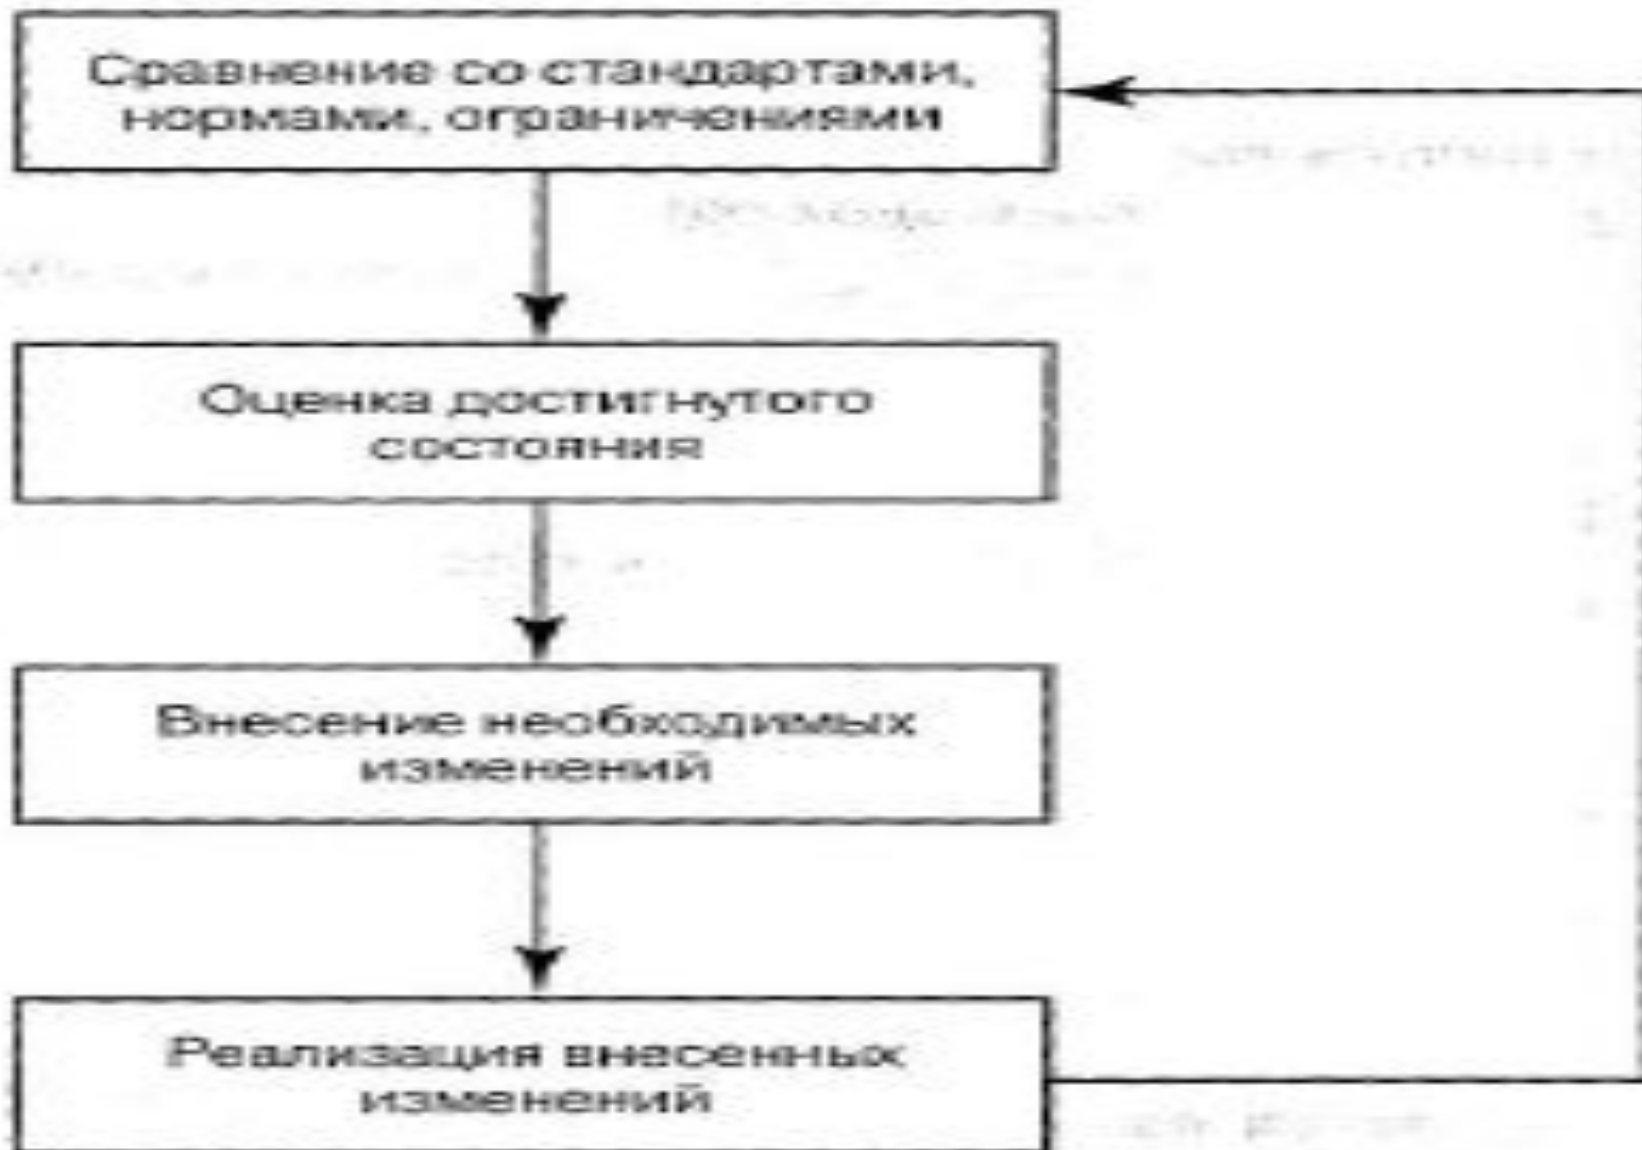 Сравнение со стандартами,
нормами, ограничениями
Оценка достигнутого
состояния
Внесение необходимых
изменений
Реализация внесенных
изменений